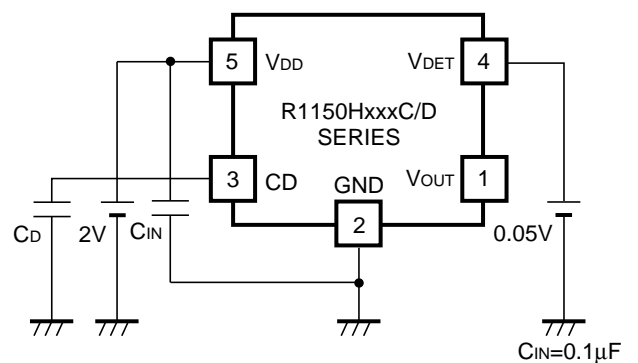 5 VDD VDET 4
R1150HxxxC/D
SERIES
3 CD GND VOUT 1
2
CD 2V CIN 0.05V
CIN=0.1μF